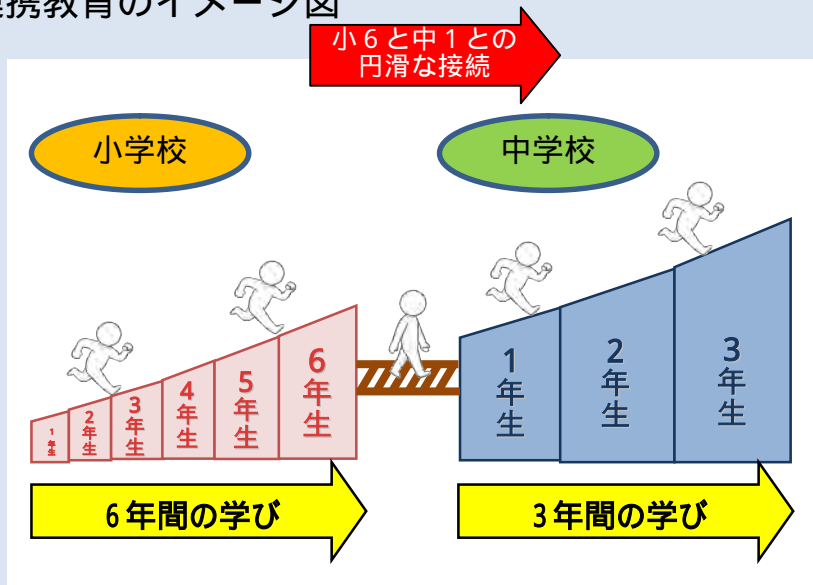 携教育のイメージ図
小６と中１との
円滑な接続
小学校
中学校
1年生
2年生
3年生
4年生
5年生
6年生
1年生
2年生
3年生
６年間の学び
３年間の学び